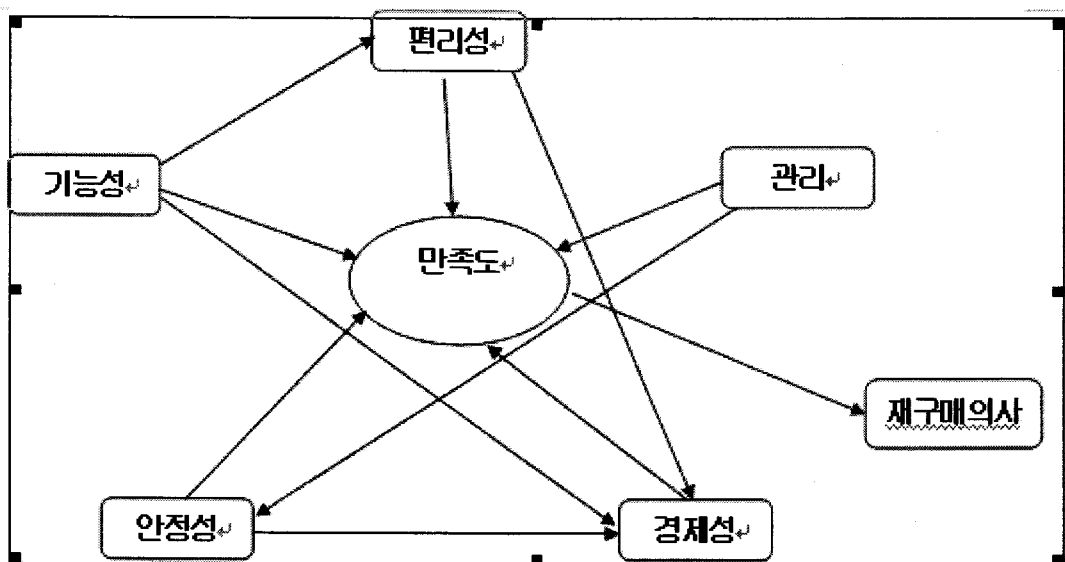 편리성
기능성
관리
만족도
재구매의사
안정성
경제성